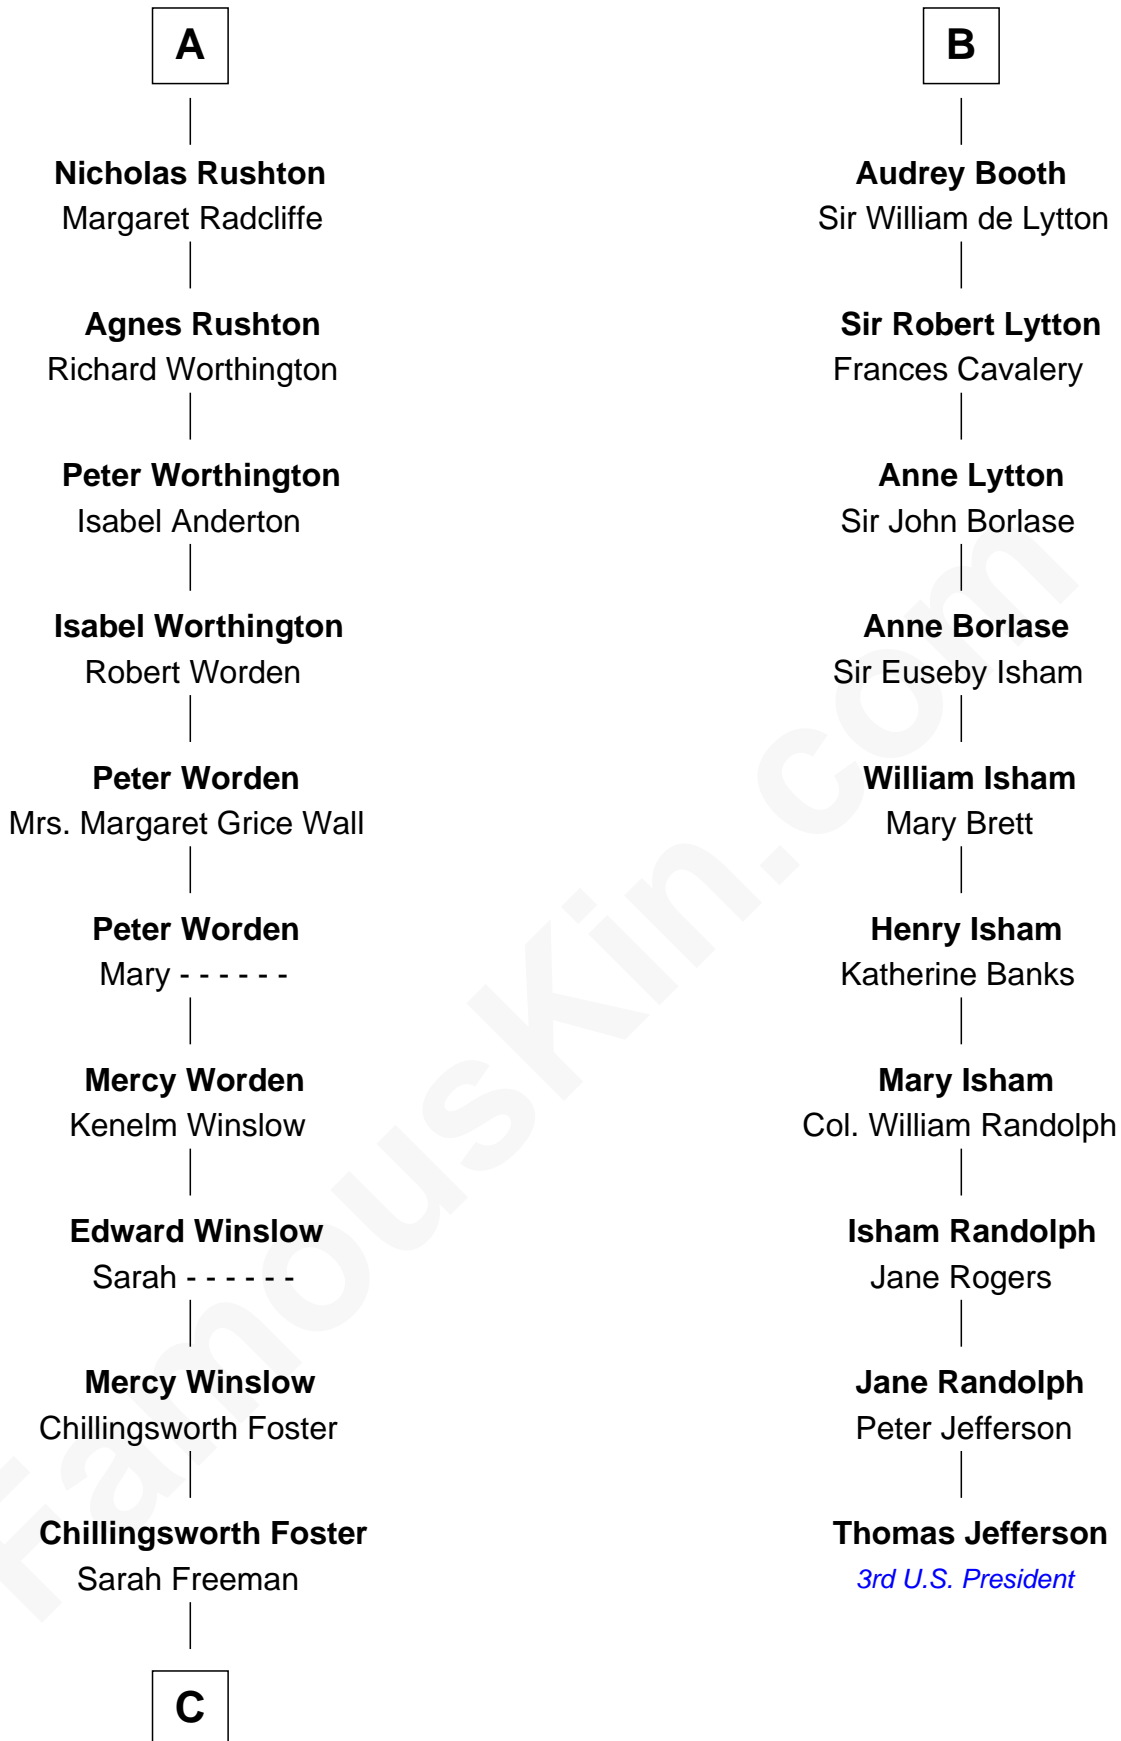 A
Nicholas Rushton
Margaret Radcliffe
Agnes Rushton
Richard Worthington
Peter Worthington
Isabel Anderton
Isabel Worthington
Robert Worden
Peter Worden
Mrs. Margaret Grice Wall
Peter Worden
Mary - - - - - -
Mercy Worden
Kenelm Winslow
Edward Winslow
Sarah - - - - - -
Mercy Winslow
Chillingsworth Foster
Chillingsworth Foster
Sarah Freeman
C
B
Audrey Booth
Sir William de Lytton
Sir Robert Lytton
Frances Cavalery
Anne Lytton
Sir John Borlase
Anne Borlase
Sir Euseby Isham
William Isham
Mary Brett
Henry Isham
Katherine Banks
Mary Isham
Col. William Randolph
Isham Randolph
Jane Rogers
Jane Randolph
Peter Jefferson
Thomas Jefferson
3rd U.S. President
FamousKin.com